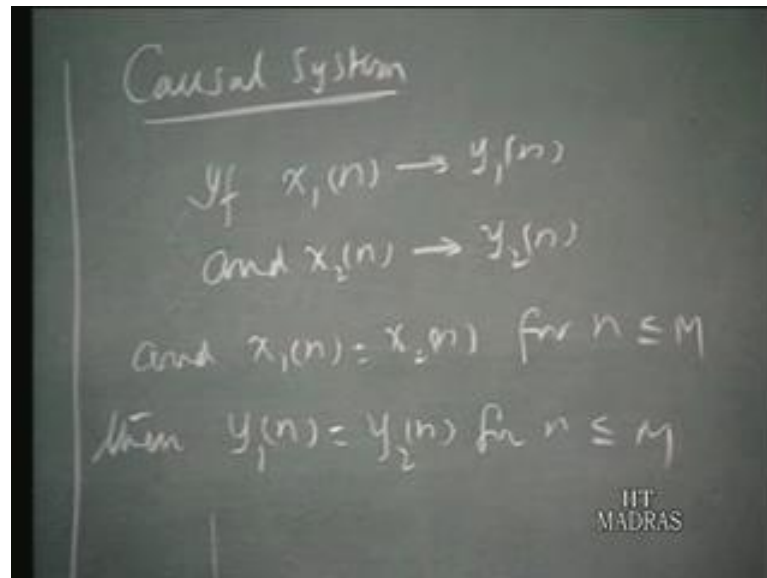 Causal System
If x₁(n) → y₁(n)
and x₂(n) → y₂(n)
and x₁(n) = x₂(n) for n ≤ M
then y₁(n) = y₂(n) for n ≤ M
IIT
MADRAS